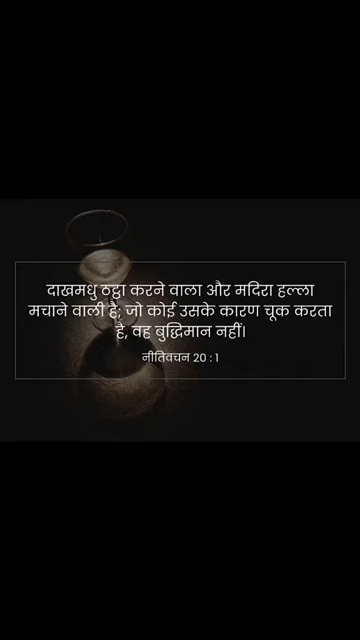 दाखमधु ठट्ठा करने वाला और मदिरा हल्ला
मचाने वाली है; जो कोई उसके कारण चूक करता
है, वह बुद्धिमान नहीं।
नीतिवचन 20 : 1